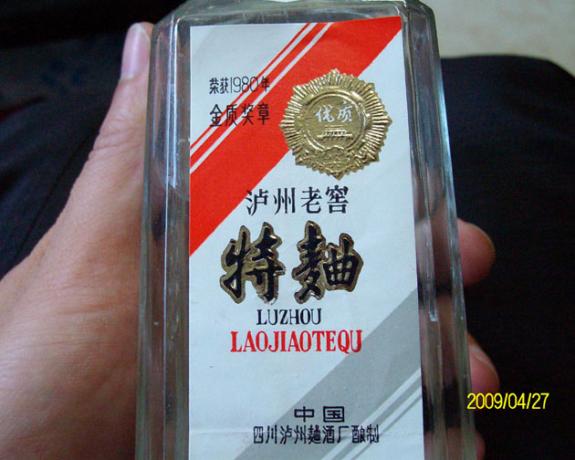 荣获1980年
金质奖章
优质
泸州老窖
特麯
LUZHOU
LAOJIAOTEQU
中国
四川泸州麯酒厂酿制
2009/04/27